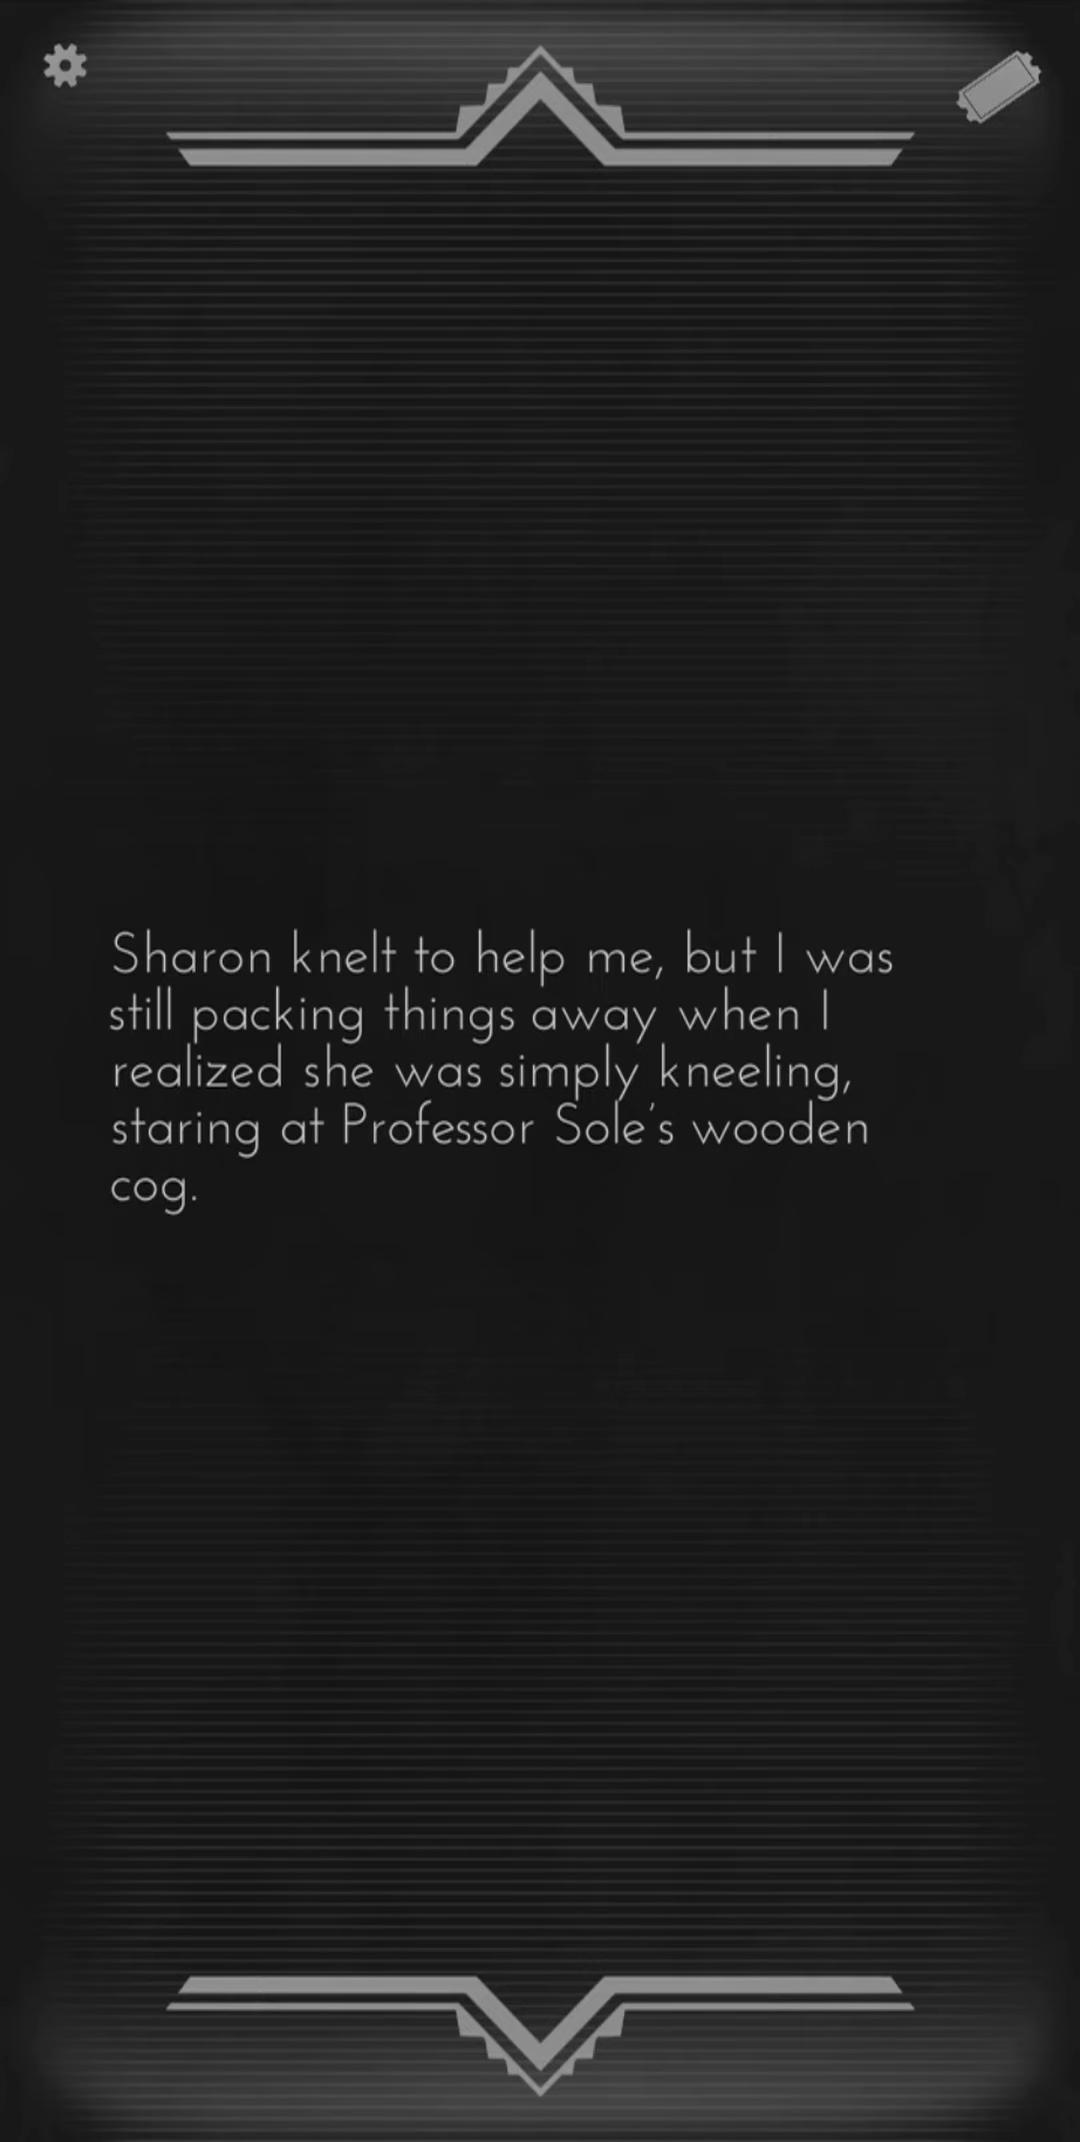 Sharon knelt to help me, but I was
still packing things away when I
realized she was simply kneeling,
staring at Professor Sole's wooden
cog.